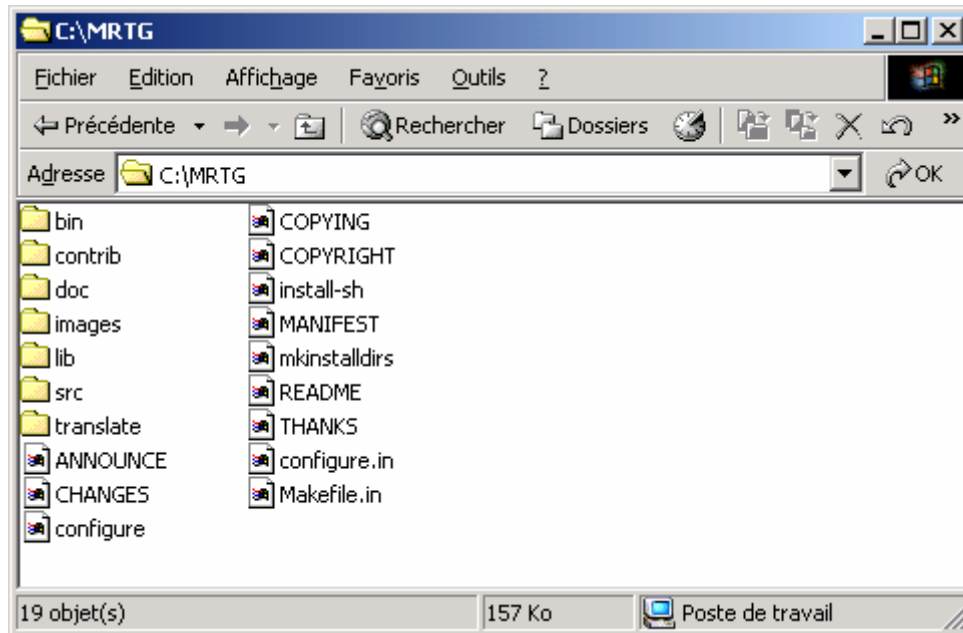 C:\MRTG
Fichier Edition Affichage Favoris Outils ?
Précédente Rechercher Dossiers »
Adresse C:\MRTG OK
bin COPYING
contrib COPYRIGHT
doc install-sh
images MANIFEST
lib mkinstalldirs
src README
translate THANKS
ANNOUNCE configure.in
CHANGES Makefile.in
configure
19 objet(s) 157 Ko Poste de travail